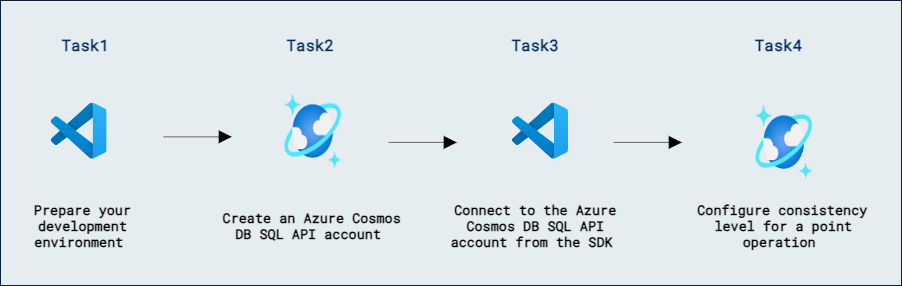 Task1
Task2
Task3
Task4
Prepare your
development
environment
Create an Azure Cosmos
DB SQL API account
Connect to the Azure
Cosmos DB SQL API
account from the SDK
Configure consistency
level for a point
operation